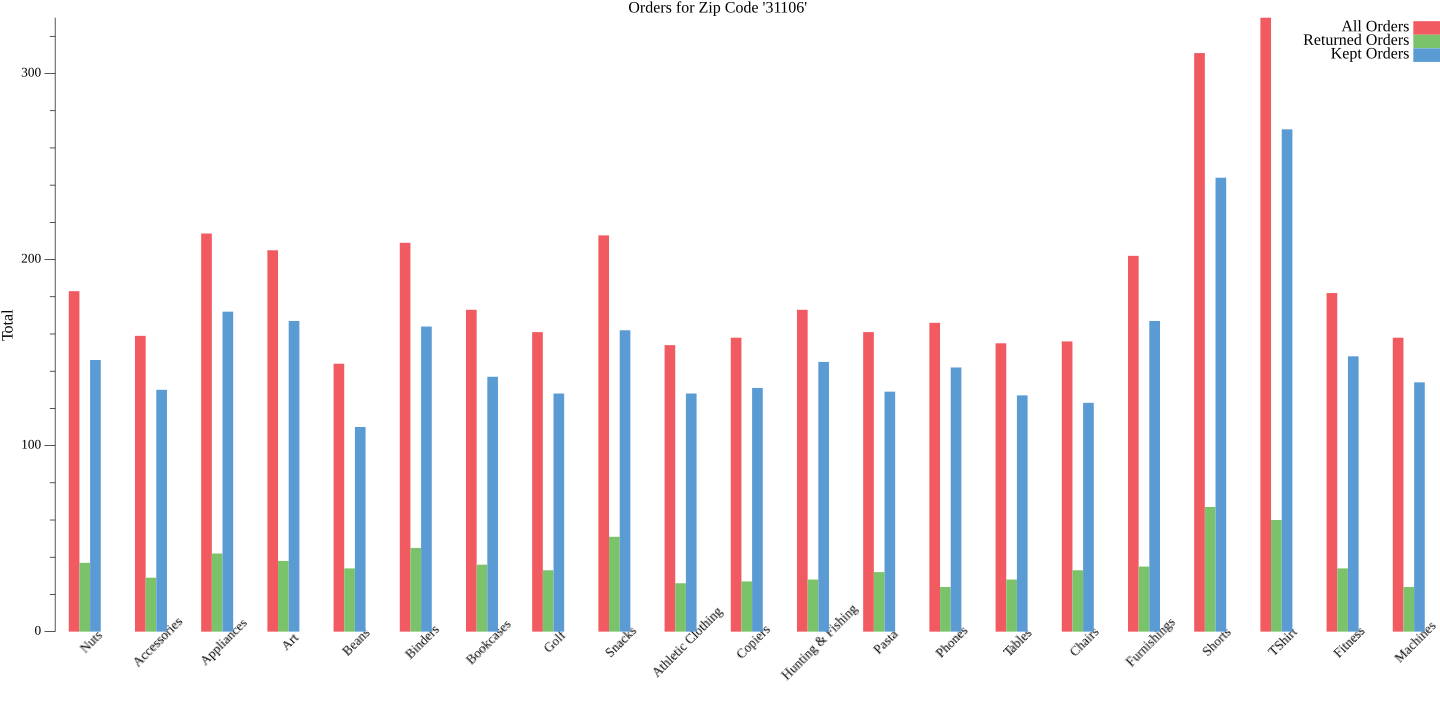 Orders for Zip Code '31106'
All Orders
Returned Orders
Kept Orders
Total
300
200
100
0
Nuts
Accessories
Appliances
Art
Beans
Binders
Bookcases
Golf
Snacks
Athletic Clothing
Copiers
Hunting & Fishing
Pasta
Phones
Tables
Chairs
Furnishings
Shorts
TShirt
Fitness
Machines